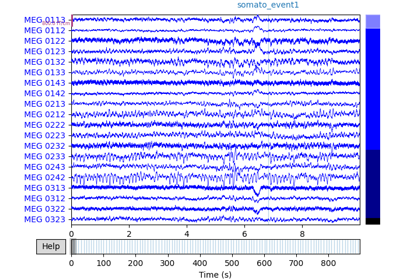 somato_event1
MEG 0113
MEG 0112
MEG 0122
MEG 0123
MEG 0132
MEG 0133
MEG 0143
MEG 0142
MEG 0213
MEG 0212
MEG 0222
MEG 0223
MEG 0232
MEG 0233
MEG 0243
MEG 0242
MEG 0313
MEG 0312
MEG 0322
MEG 0323
0 2 4 6 8
Help
100 200 300 400 500 600 700 800
Time (s)